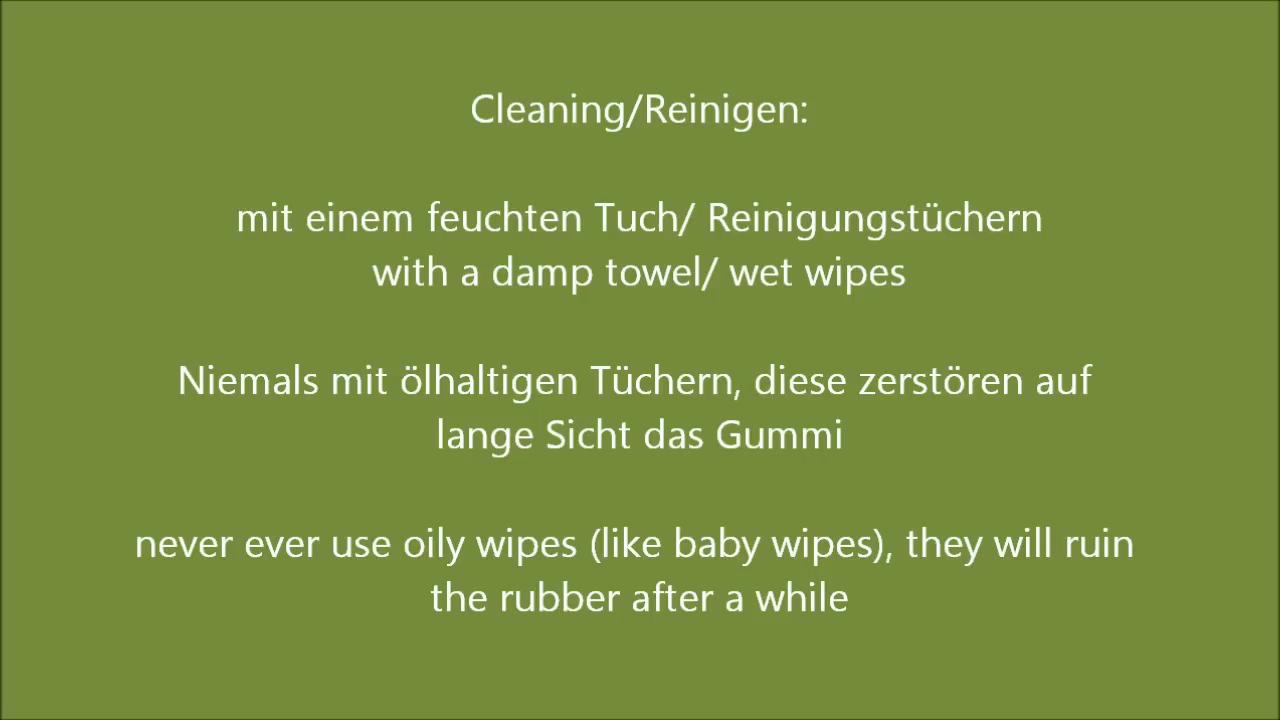 Cleaning/Reinigen:
mit einem feuchten Tuch/ Reinigungstüchern
with a damp towel/ wet wipes
Niemals mit ölhaltigen Tüchern, diese zerstören auf
lange Sicht das Gummi
never ever use oily wipes (like baby wipes), they will ruin
the rubber after a while